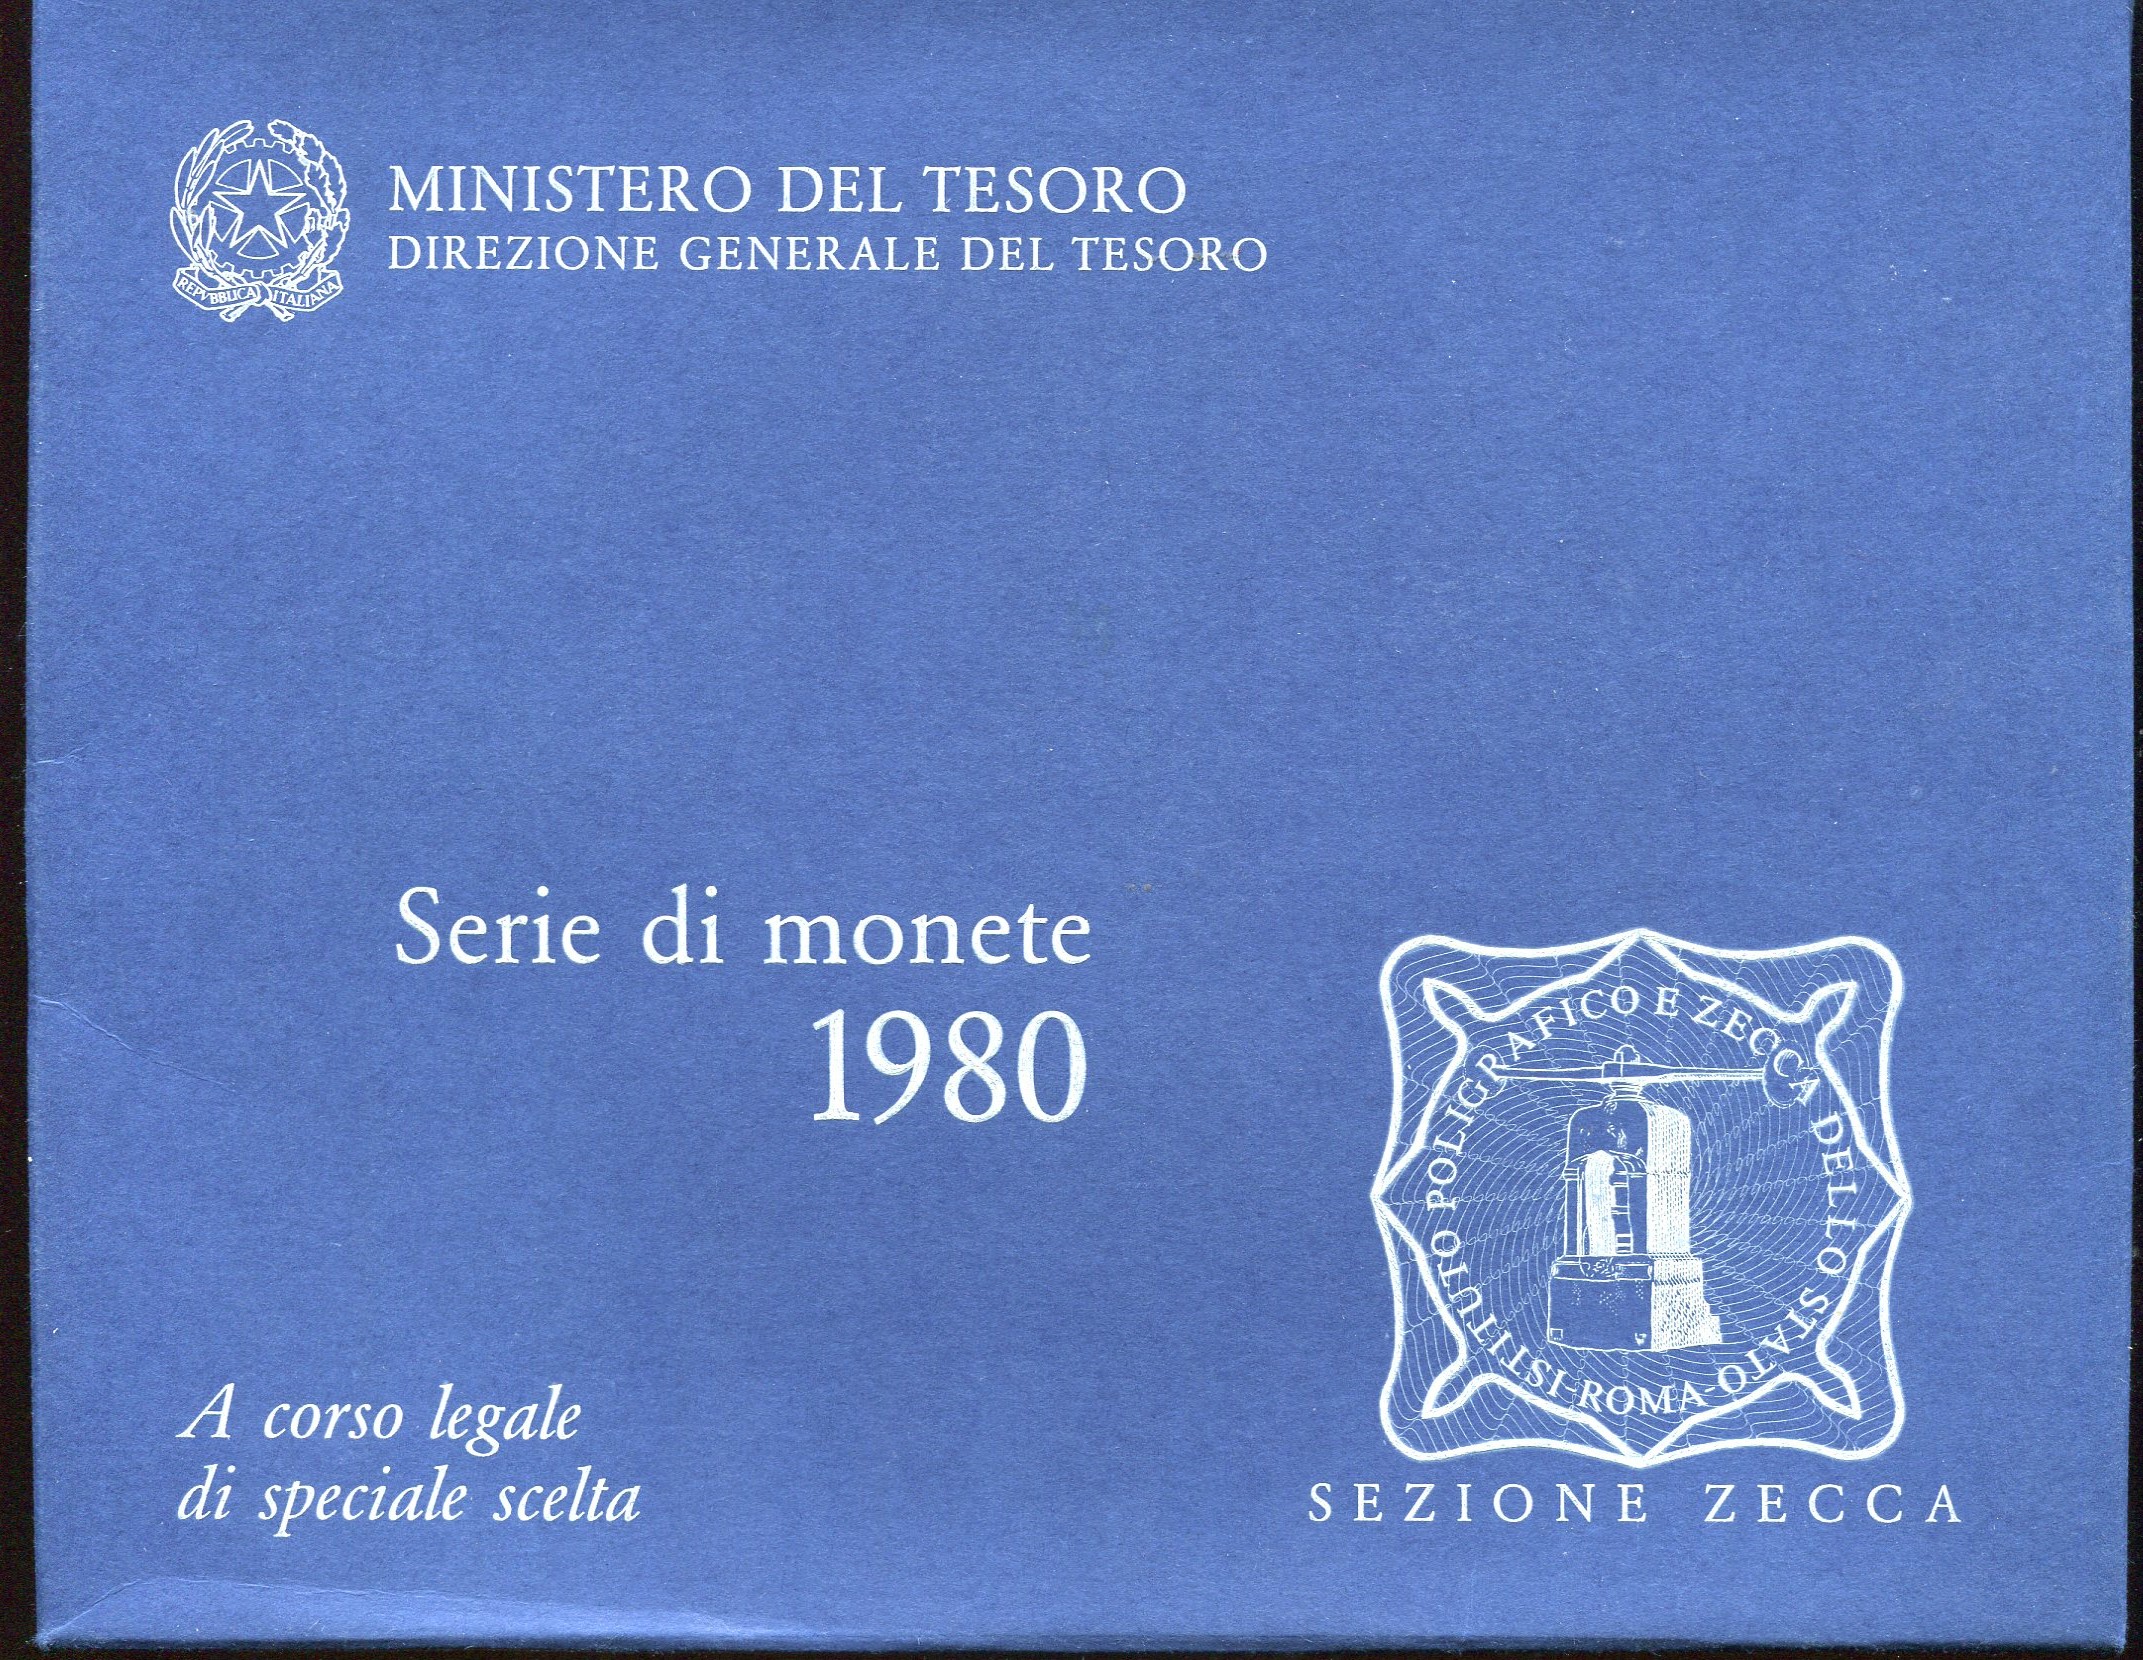 MINISTERO DEL TESORO
DIREZIONE GENERALE DEL TESORO
REPVBBLICA ITALIANA
Serie di monete
1980
A corso legale
di speciale scelta
ISTITUTO POLIGRAFICO E ZECCA DELLO STATO-ROMA-
SEZIONE ZECCA